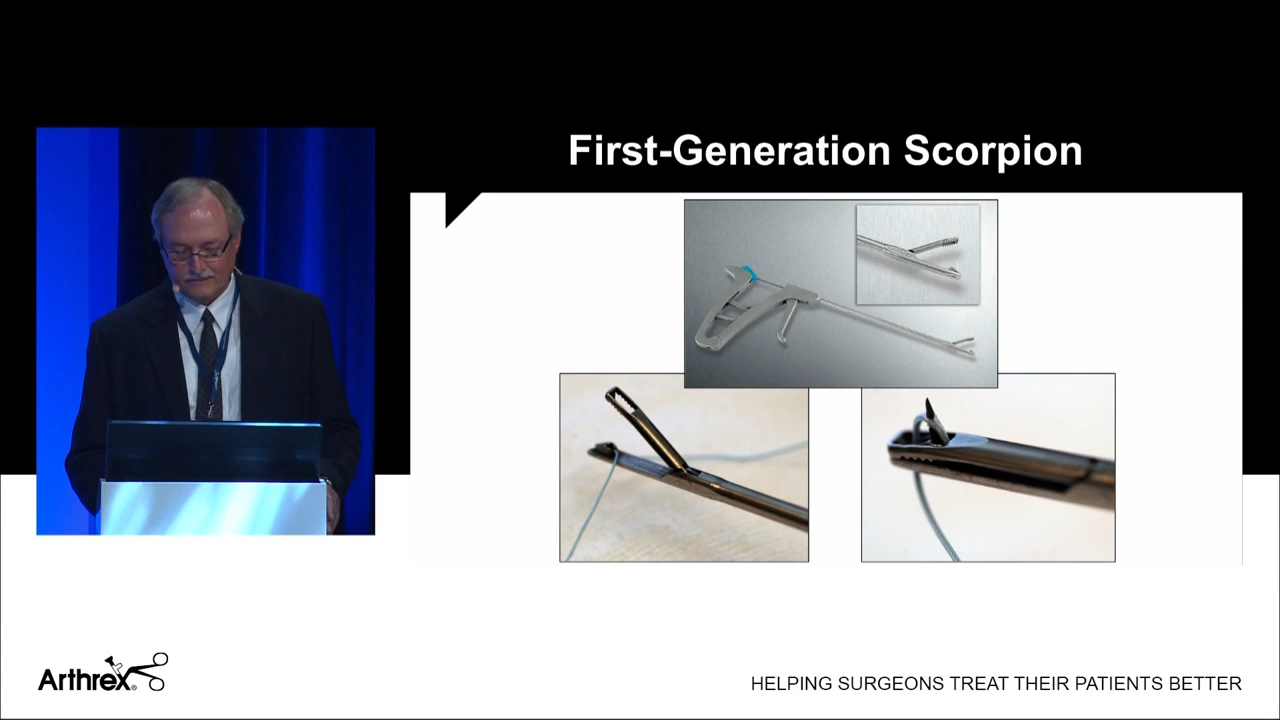 First-Generation Scorpion
Arthrex®
HELPING SURGEONS TREAT THEIR PATIENTS BETTER